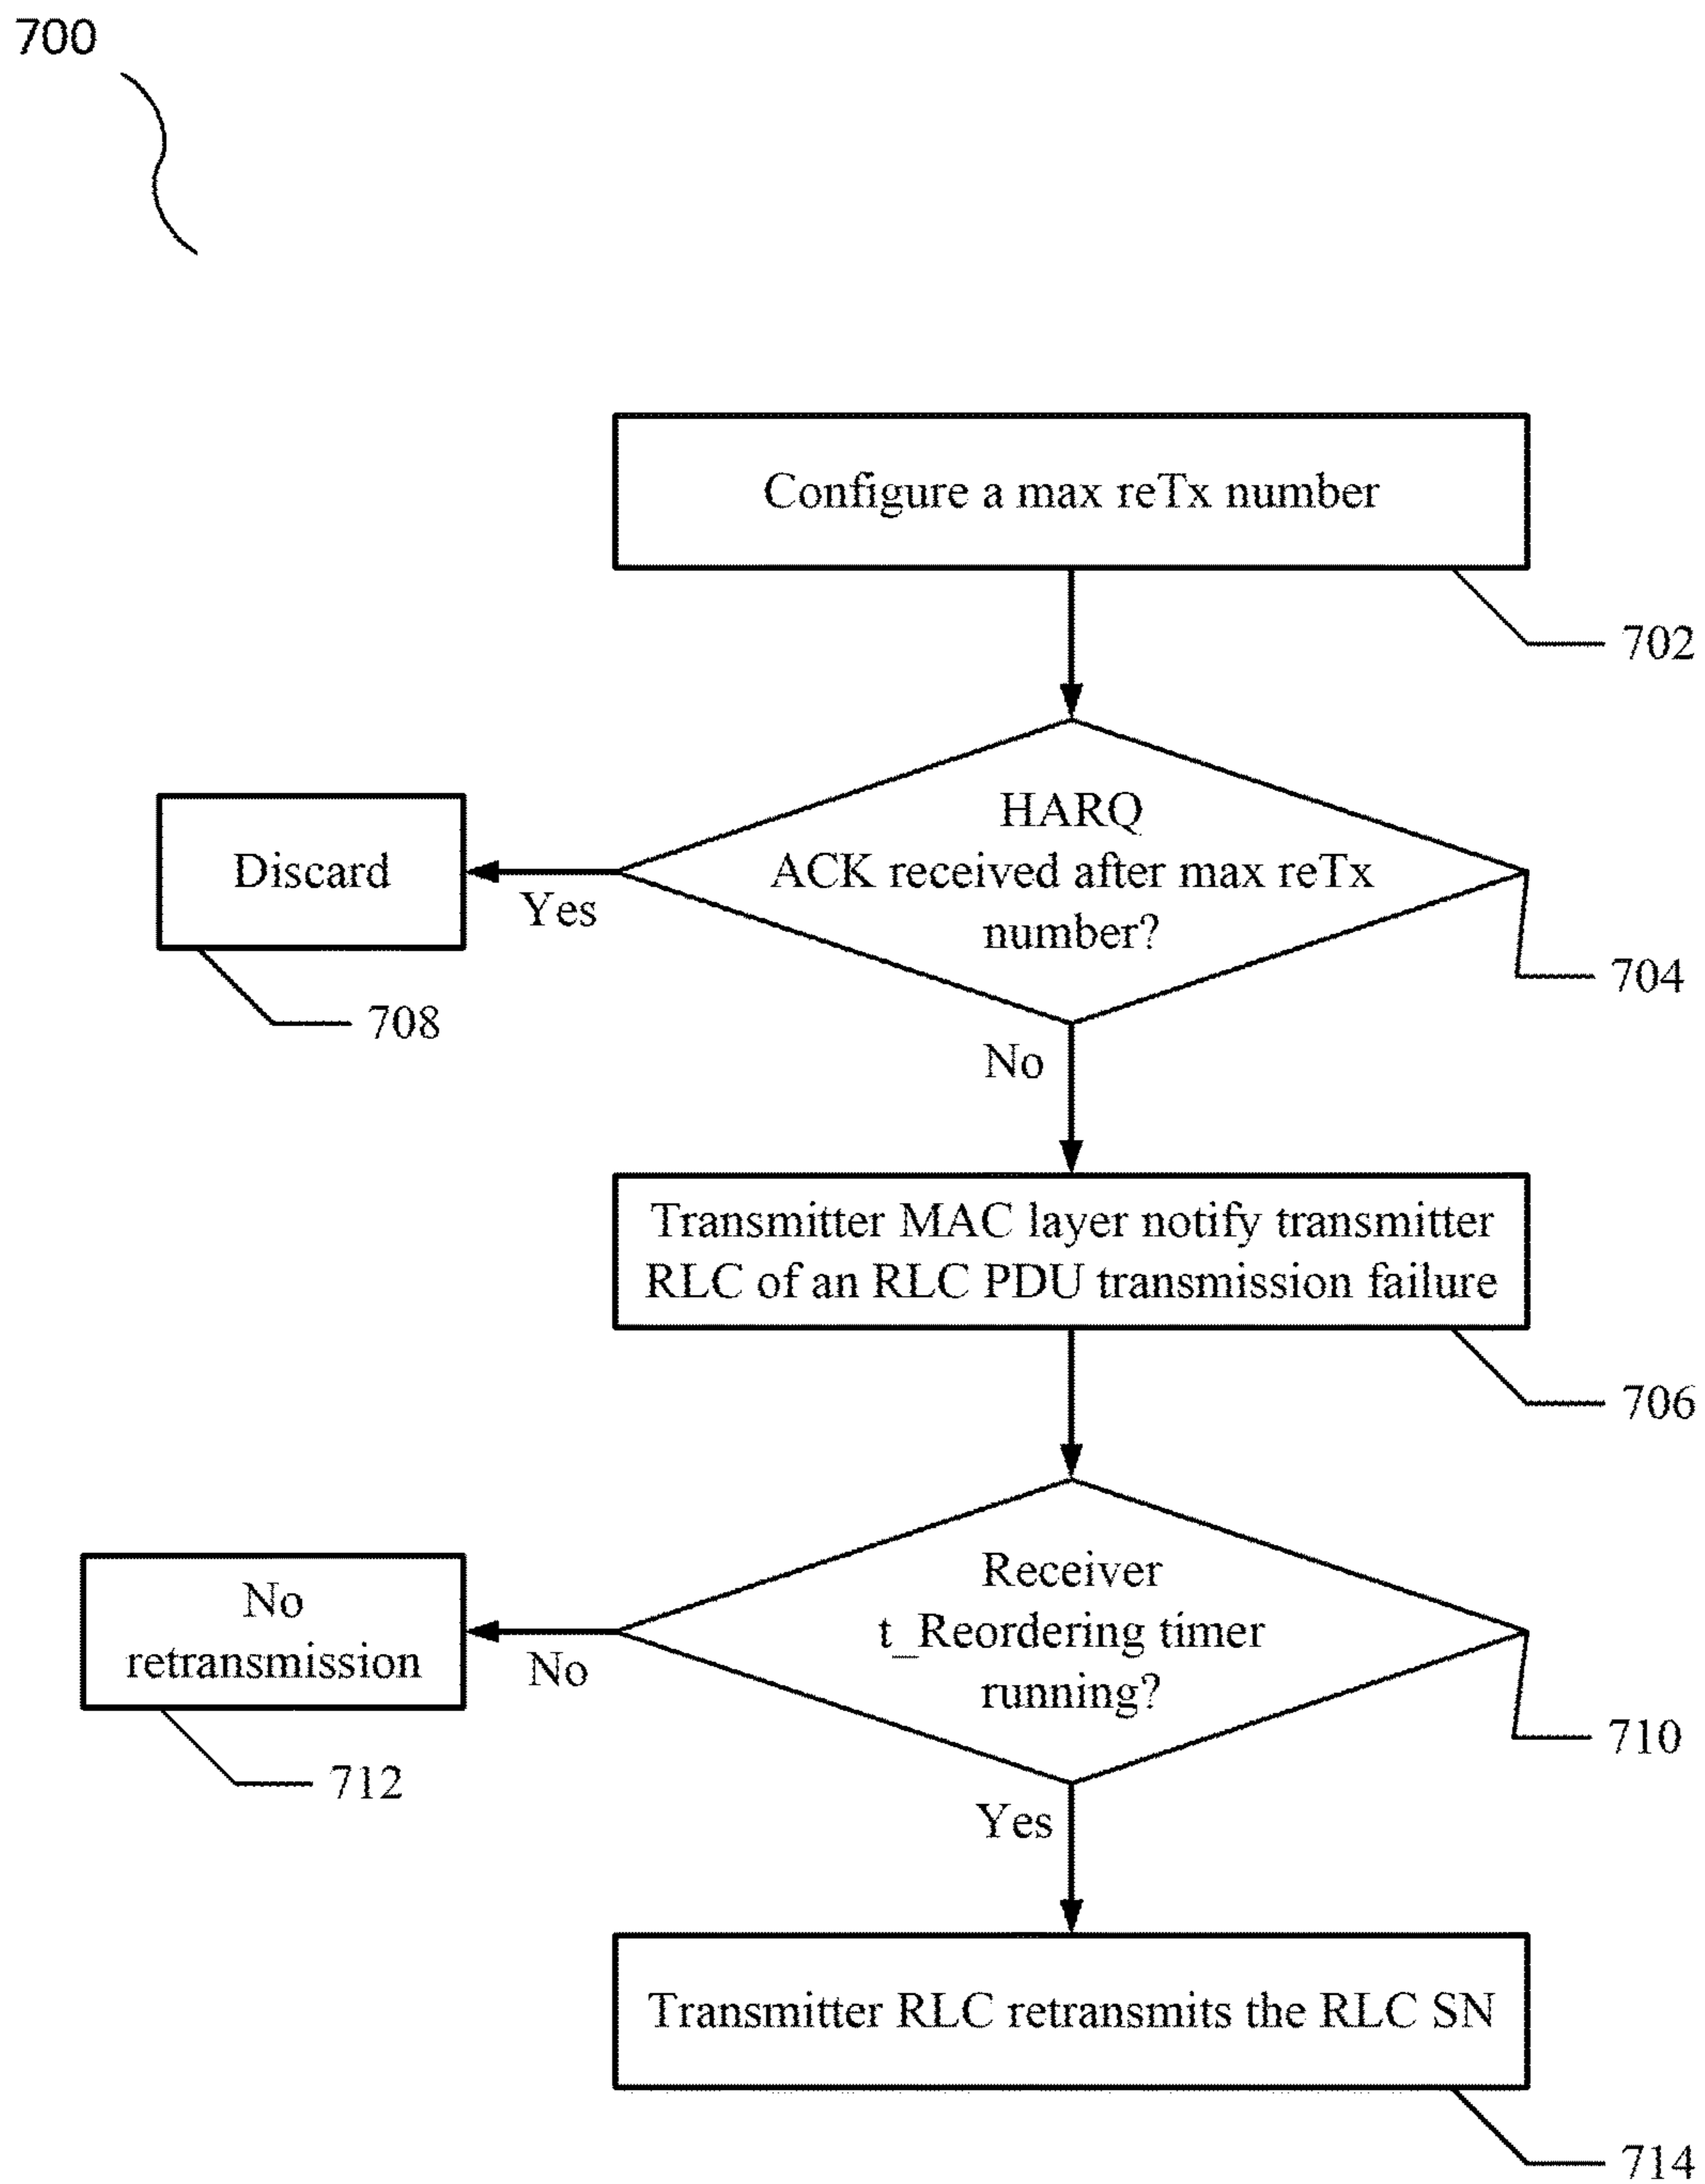 700
Configure a max reTx number
702
HARQ
ACK received after max reTx
number?
704
Discard
Yes
708
No
Transmitter MAC layer notify transmitter
RLC of an RLC PDU transmission failure
706
Receiver
t_Reordering timer
running?
710
No
retransmission
No
712
Yes
Transmitter RLC retransmits the RLC SN
714